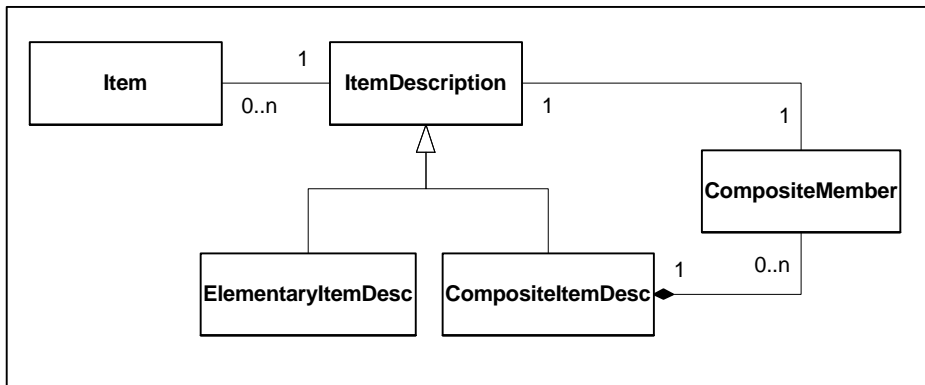 Item
1
0..n
ItemDescription
1
1
CompositeMember
ElementaryItemDesc
CompositeItemDesc
1
0..n